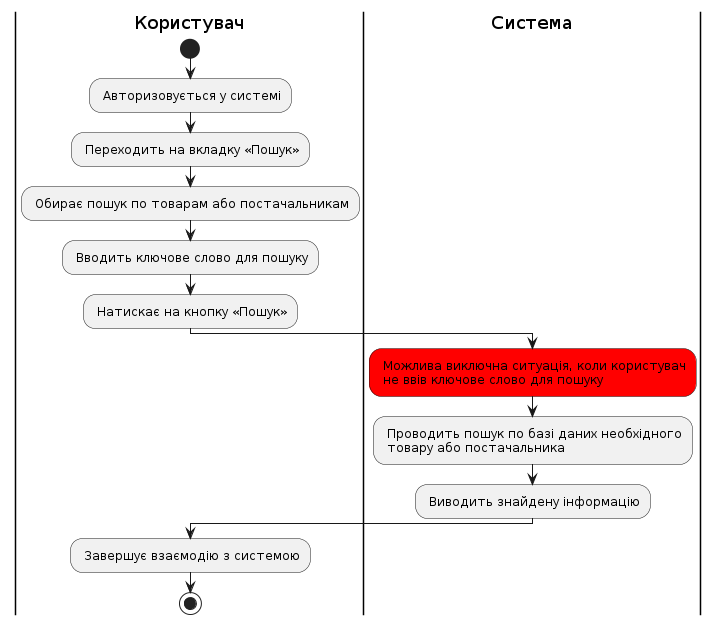 Користувач
Система
Авторизовується у системі
Переходить на вкладку «Пошук»
Обирає пошук по товарам або постачальникам
Вводить ключове слово для пошуку
Натискає на кнопку «Пошук»
Можлива виключна ситуація, коли користувач
не ввів ключове слово для пошуку
Проводить пошук по базі даних необхідного
товару або постачальника
Виводить знайдену інформацію
Завершує взаємодію з системою